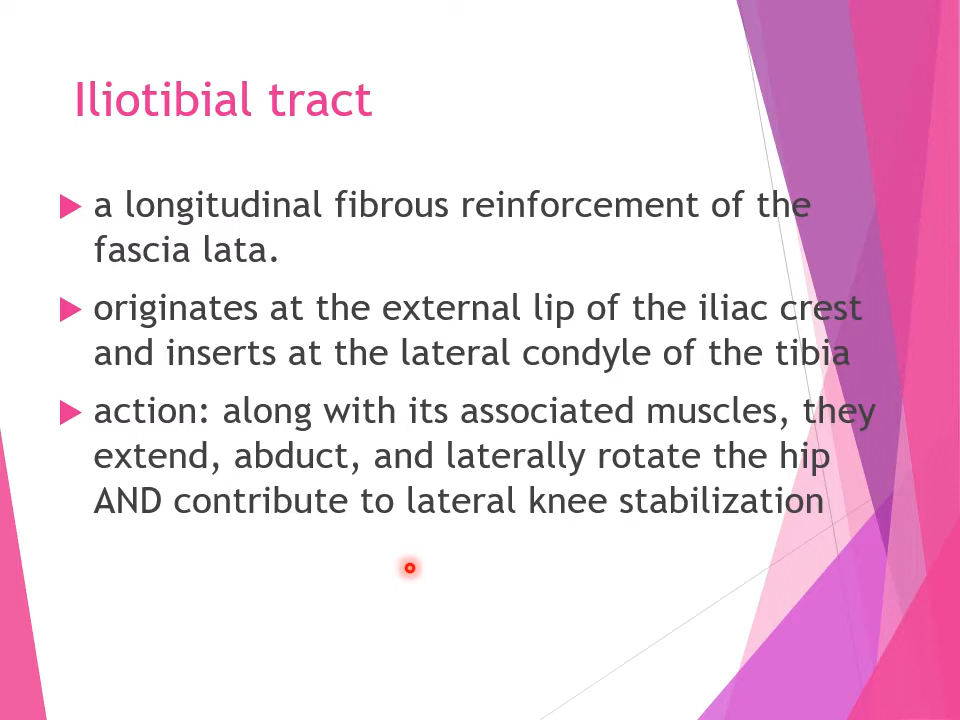 Iliotibial tract
a longitudinal fibrous reinforcement of the
fascia lata.
originates at the external lip of the iliac crest
and inserts at the lateral condyle of the tibia
action: along with its associated muscles, they
extend, abduct, and laterally rotate the hip
AND contribute to lateral knee stabilization